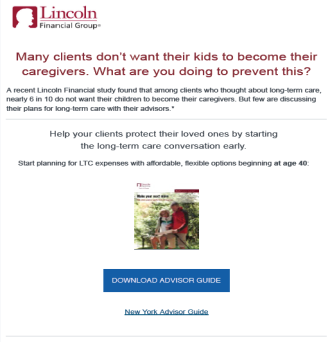 Lincoln
Financial Group®
Many clients don't want their kids to become their
caregivers. What are you doing to prevent this?
A recent Lincoln Financial study found that among clients who thought about long-term care,
nearly 6 in 10 do not want their children to become their caregivers. But few are discussing
their plans for long-term care with their advisors.*
Help your clients protect their loved ones by starting
the long-term care conversation early.
Start planning for LTC expenses with affordable, flexible options beginning at age 40:
DOWNLOAD ADVISOR GUIDE
New York Advisor Guide